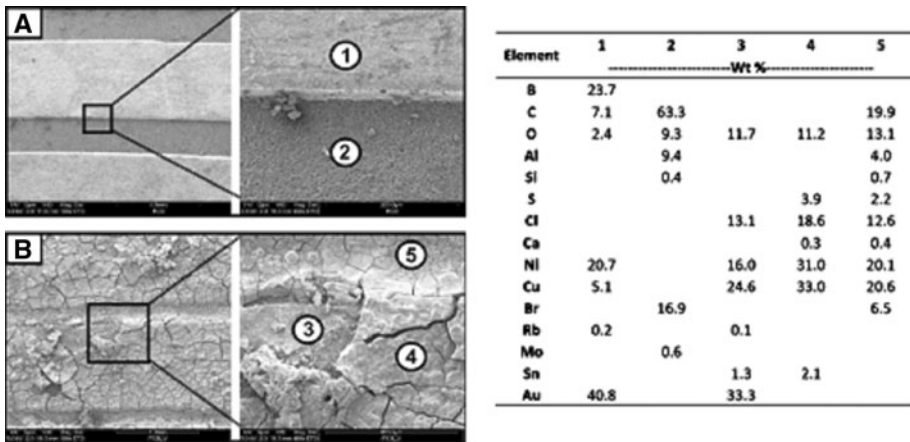 A
1
2
B
5
3
4
Element 1 2 3 4 5
Wt %
B 23.7
C 7.1 63.3 19.9
O 2.4 9.3 11.7 11.2 13.1
Al 9.4 4.0
Si 0.4 0.7
S 3.9 2.2
Cl 13.1 18.6 12.6
Ca 0.3 0.4
Ni 20.7 16.0 31.0 20.1
Cu 5.1 24.6 33.0 20.6
Br 16.9 6.5
Rb 0.2 0.1
Mo 0.6
Sn 1.3 2.1
Au 40.8 33.3